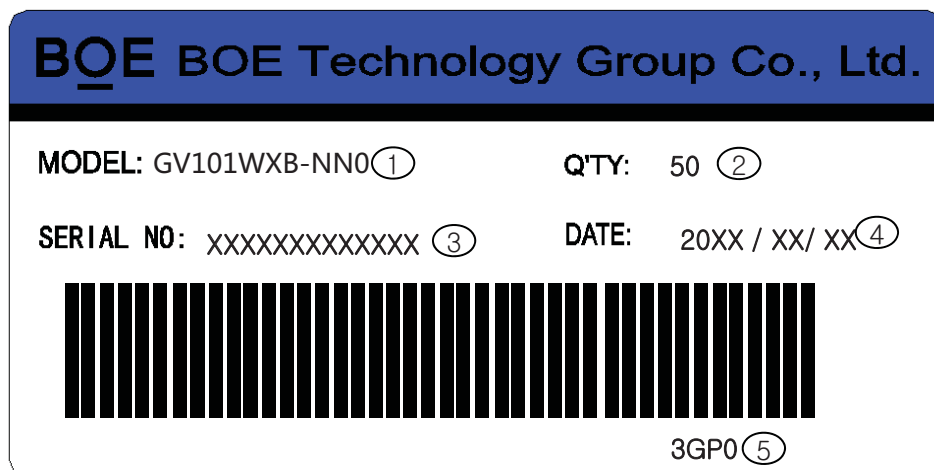 BOE BOE Technology Group Co., Ltd.
MODEL: GV101WXB-NN0① Q'TY: 50 ②
SERIAL NO: XXXXXXXXXXXXX ③ DATE: 20XX / XX/ XX④
3GP0⑤